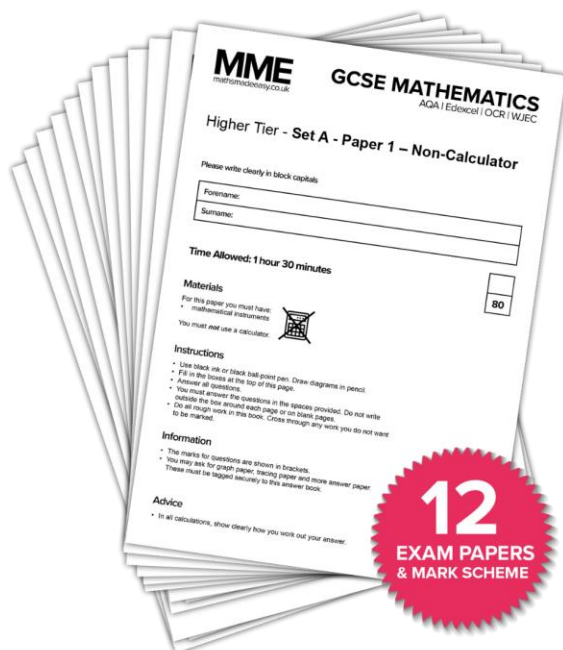 MME
mathsmadeeasy.co.uk
GCSE MATHEMATICS
AQA | Edexcel | OCR | WJEC
Higher Tier - Set A - Paper 1 – Non-Calculator
Please write clearly in block capitals
Forename:
Surname:
Time Allowed: 1 hour 30 minutes
80
Materials
For this paper you must have:
• mathematical instruments
You must not use a calculator.
Instructions
• Use black ink or black ball-point pen. Draw diagrams in pencil.
• Fill in the boxes at the top of this page.
• Answer all questions.
• You must answer the questions in the spaces provided. Do not write
outside the box around each page or on blank pages.
• Do all rough work in this book. Cross through any work you do not want
to be marked.
Information
• The marks for questions are shown in brackets.
• You may ask for graph paper, tracing paper and more answer paper.
These must be tagged securely to this answer book.
Advice
• In all calculations, show clearly how you work out your answer.
12
EXAM PAPERS
& MARK SCHEME